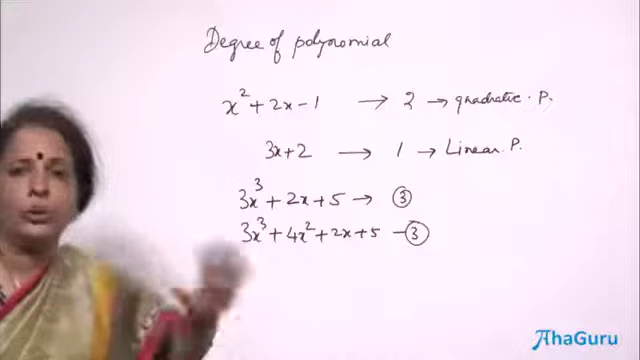 Degree of polynomial
x² + 2x - 1 → 2 → quadratic. P.
3x + 2 → 1 → Linear. P.
3x³ + 2x + 5 → ③
3x³ + 4x² + 2x + 5 - ③
AhaGuru